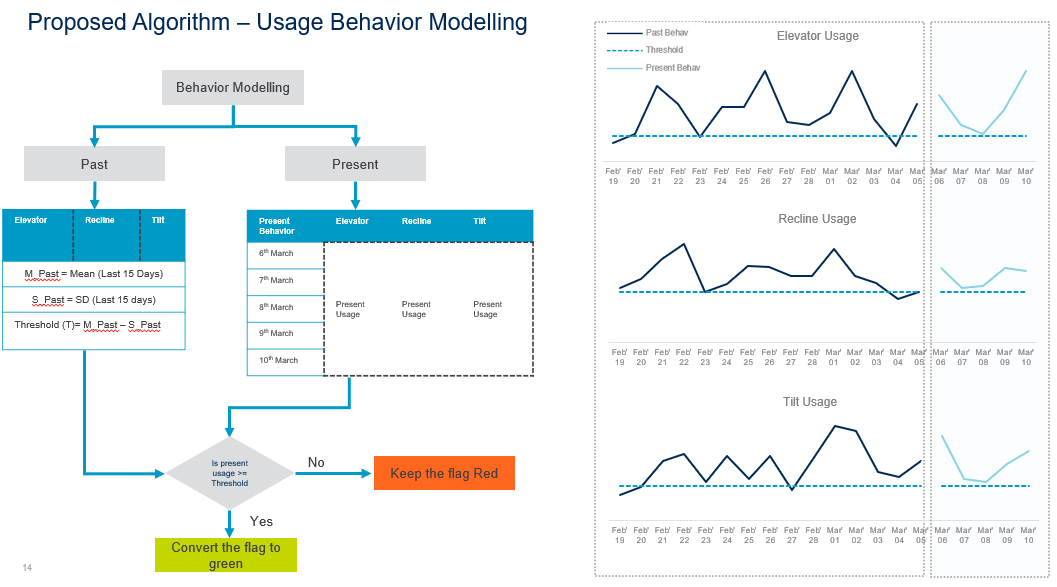 Proposed Algorithm – Usage Behavior Modelling
Behavior Modelling
Past
Present
Elevator Recline Tilt
M_Past = Mean (Last 15 Days)
S_Past = SD (Last 15 days)
Threshold (T)= M_Past – S_Past
Present Behavior Elevator Recline Tilt
6th March
7th March
8th March
9th March
10th March
Present Usage Present Usage Present Usage
Is present
usage >=
Threshold
No
Keep the flag Red
Yes
Convert the flag to
green
14
Elevator Usage
Past Behav
Threshold
Present Behav
Feb' 19 Feb' 20 Feb' 21 Feb' 22 Feb' 23 Feb' 24 Feb' 25 Feb' 26 Feb' 27 Feb' 28 Mar' 01 Mar' 02 Mar' 03 Mar' 04 Mar' 05 Mar' 06 Mar' 07 Mar' 08 Mar' 09 Mar' 10
Recline Usage
Feb' 19 Feb' 20 Feb' 21 Feb' 22 Feb' 23 Feb' 24 Feb' 25 Feb' 26 Feb' 27 Feb' 28 Mar' 01 Mar' 02 Mar' 03 Mar' 04 Mar' 05 Mar' 06 Mar' 07 Mar' 08 Mar' 09 Mar' 10
Tilt Usage
Feb' 19 Feb' 20 Feb' 21 Feb' 22 Feb' 23 Feb' 24 Feb' 25 Feb' 26 Feb' 27 Feb' 28 Mar' 01 Mar' 02 Mar' 03 Mar' 04 Mar' 05 Mar' 06 Mar' 07 Mar' 08 Mar' 09 Mar' 10